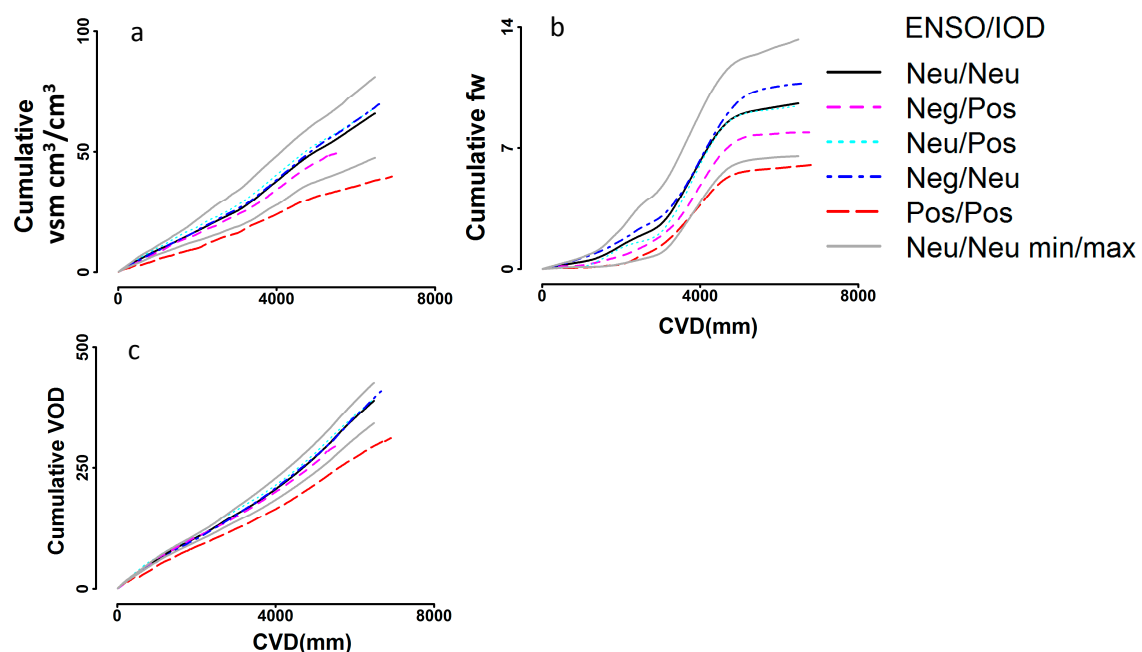 a
100
50
0
Cumulative
vsm cm³/cm³
0
4000
8000
b
14
7
0
Cumulative fw
0
4000
8000
CVD(mm)
ENSO/IOD
Neu/Neu
Neg/Pos
Neu/Pos
Neg/Neu
Pos/Pos
Neu/Neu min/max
c
500
250
0
Cumulative VOD
0
4000
8000
CVD(mm)